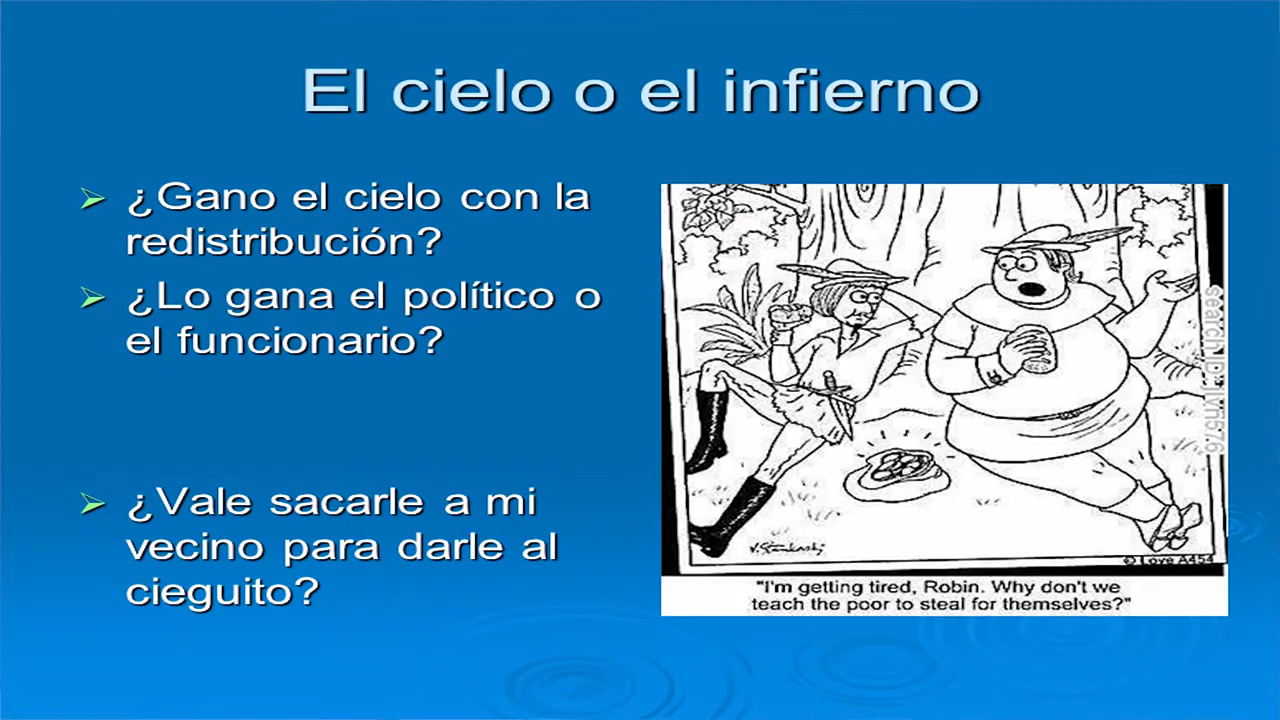 El cielo o el infierno
¿Gano el cielo con la
redistribución?
¿Lo gana el político o
el funcionario?
¿Vale sacarle a mi
vecino para darle al
cieguito?
"I'm getting tired, Robin. Why don't we
teach the poor to steal for themselves?"